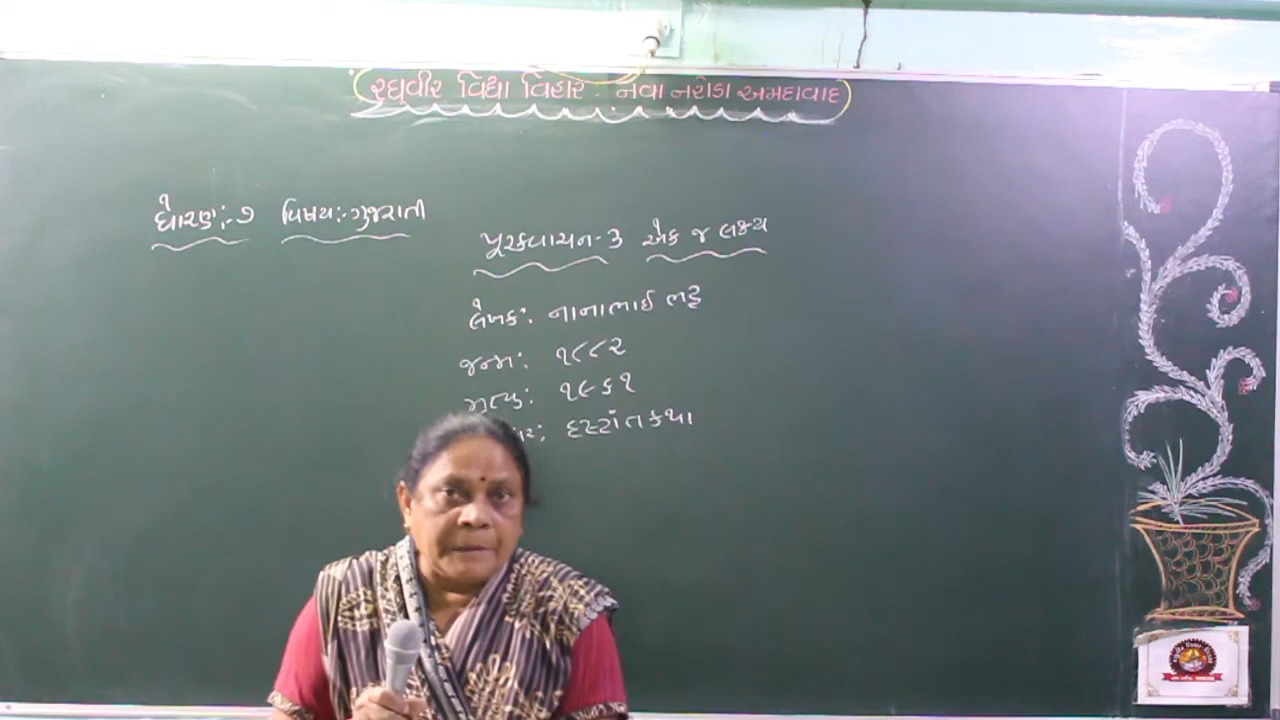 રઘુવીર વિદ્યા વિહાર - નવા નરોડા અમદાવાદ
ધોરણ:-૭ વિષય:-ગુજરાતી
પૂરકવાચન-૩ એક જ લક્ષ્ય
લેખક: નાનાભાઈ ભટ્ટ
જન્મ: ૧૮૮૨
મૃત્યુ: ૧૯૬૧
દૃષ્ટાંતકથા